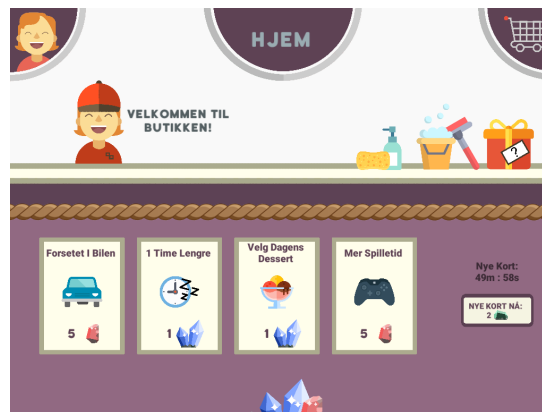 HJEM
VELKOMMEN TIL
BUTIKKEN!
?
Forsetet I Bilen
1 Time Lengre
Velg Dagens
Dessert
Mer Spilletid
5
1
1
5
Nye Kort:
49m : 58s
NYE KORT NÅ:
2